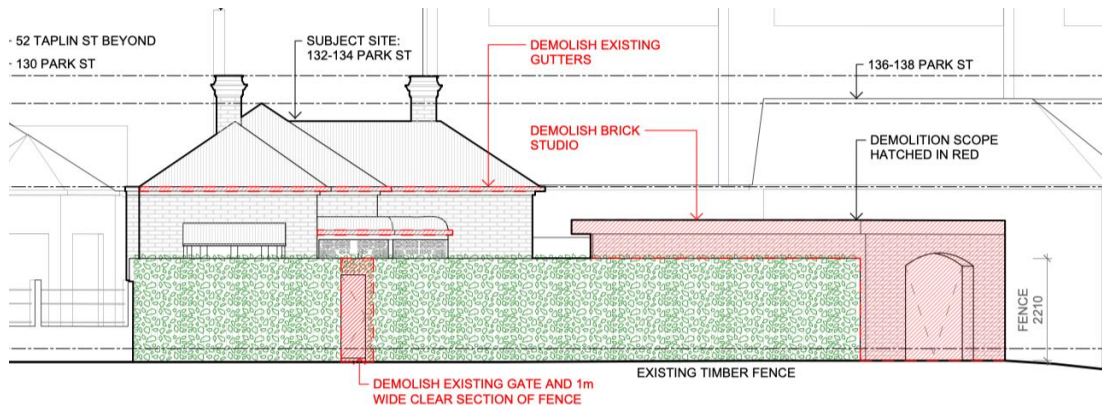 - 52 TAPLIN ST BEYOND
- 130 PARK ST
SUBJECT SITE:
132-134 PARK ST
DEMOLISH EXISTING
GUTTERS
136-138 PARK ST
DEMOLISH BRICK
STUDIO
DEMOLITION SCOPE
HATCHED IN RED
FENCE
2210
EXISTING TIMBER FENCE
DEMOLISH EXISTING GATE AND 1m
WIDE CLEAR SECTION OF FENCE